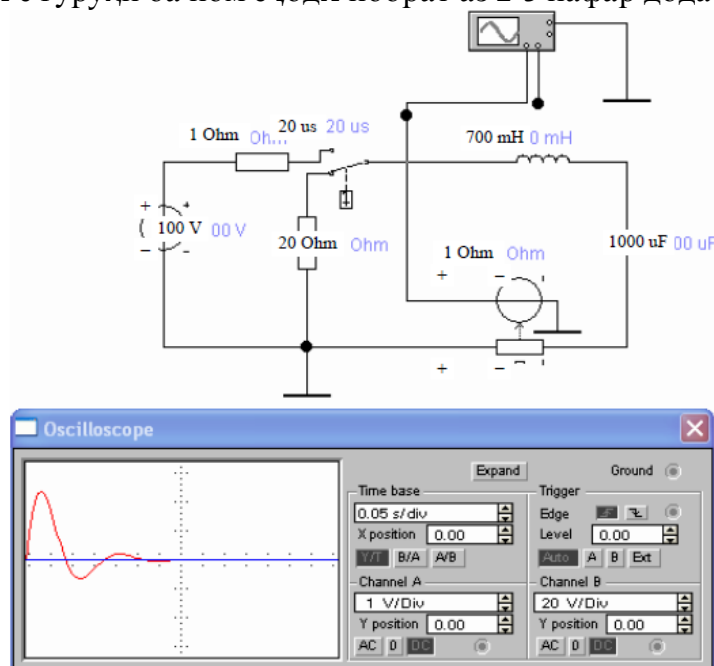 1 Ohm
20 us 20 us
700 mH 0 mH
100 V 00 V
20 Ohm Ohm
1 Ohm Ohm
1000 uF 00 uF
+
−
+
−
+
−
Oscilloscope
Expand
Ground
Time base
0.05 s/div
X position 0.00
Y/T B/A A/B
Trigger
Edge
Level 0.00
Auto A B Ext
Channel A
1 V/Div
Y position 0.00
AC 0 DC
Channel B
20 V/Div
Y position 0.00
AC 0 DC